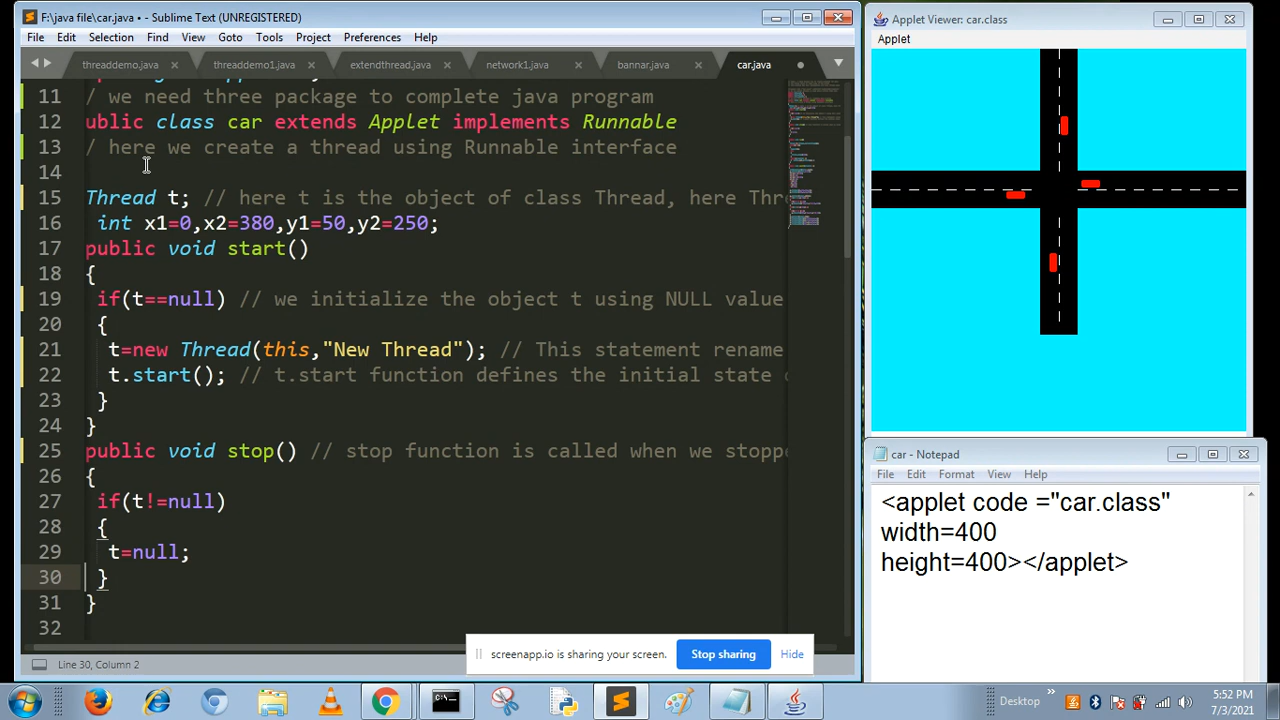 F:\java file\car.java • - Sublime Text (UNREGISTERED)
File Edit Selection Find View Goto Tools Project Preferences Help
threaddemo.java threaddemo1.java extendthread.java network1.java bannar.java car.java
11 we need three package to complete java program
12 ublic class car extends Applet implement Runnable
13 here we create a thread using Runnable interface
14
15 Thread t; // here t is the object of class Thread, here Thr
16 int x1=0,x2=380,y1=50,y2=250;
17 public void start()
18 {
19 if(t==null) // we initialize the object t using NULL value
20 {
21 t=new Thread(this,"New Thread"); // This statement rename
22 t.start(); // t.start function defines the initial state
23 }
24 }
25 public void stop() // stop function is called when we stopp
26 {
27 if(t!=null)
28 {
29 t=null;
30 }
31 }
32
Line 30, Column 2
Applet Viewer: car.class
Applet
car - Notepad
File Edit Format View Help
<applet code ="car.class"
width=400
height=400></applet>
screenapp.io is sharing your screen. Stop sharing Hide
Desktop
5:52 PM
7/3/2021